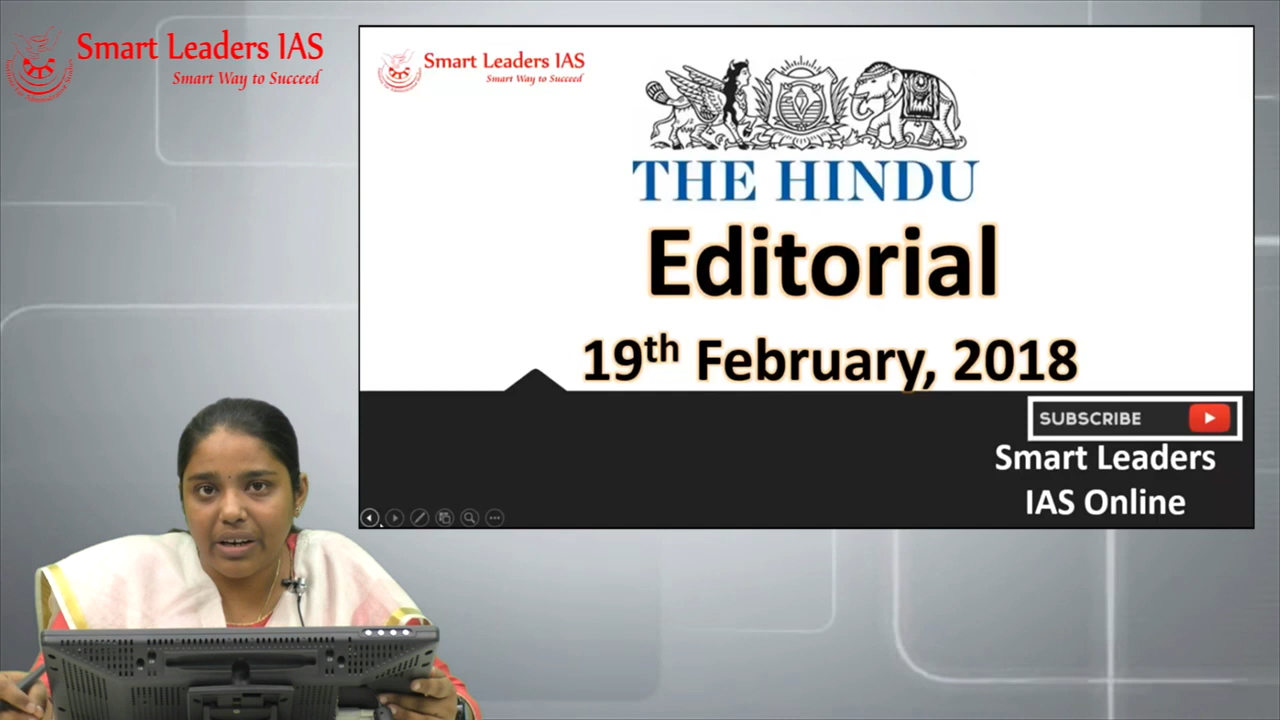 Smart Leaders IAS
Smart Way to Succeed
Smart Leaders IAS
Smart Way to Succeed
THE HINDU
Editorial
19th February, 2018
SUBSCRIBE
Smart Leaders
IAS Online